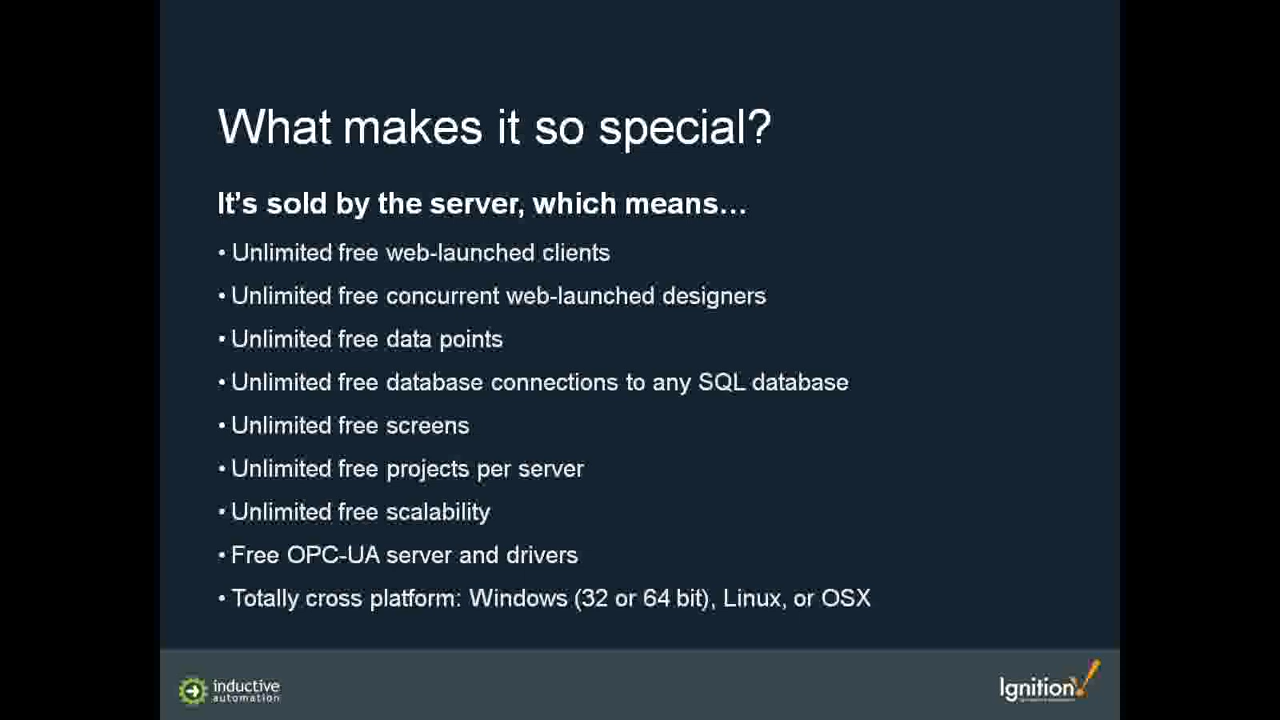 What makes it so special?
It's sold by the server, which means…
• Unlimited free web-launched clients
• Unlimited free concurrent web-launched designers
• Unlimited free data points
• Unlimited free database connections to any SQL database
• Unlimited free screens
• Unlimited free projects per server
• Unlimited free scalability
• Free OPC-UA server and drivers
• Totally cross platform: Windows (32 or 64 bit), Linux, or OSX
inductive
automation
Ignition